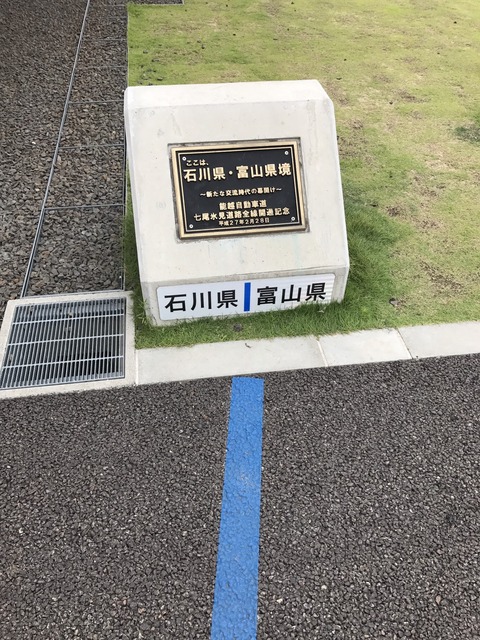 ここは、
石川県・富山県境
～新たな交流時代の幕開け～
能越自動車道
七尾氷見道路全線開通記念
平成27年2月28日
石川県 富山県